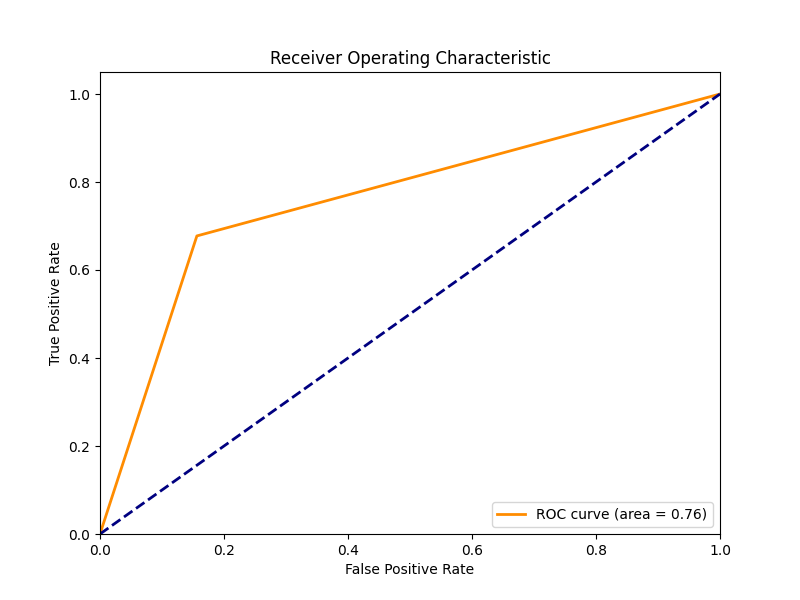 Receiver Operating Characteristic
1.0
0.8
0.6
0.4
0.2
0.0
True Positive Rate
ROC curve (area = 0.76)
0.0 0.2 0.4 0.6 0.8 1.0
False Positive Rate